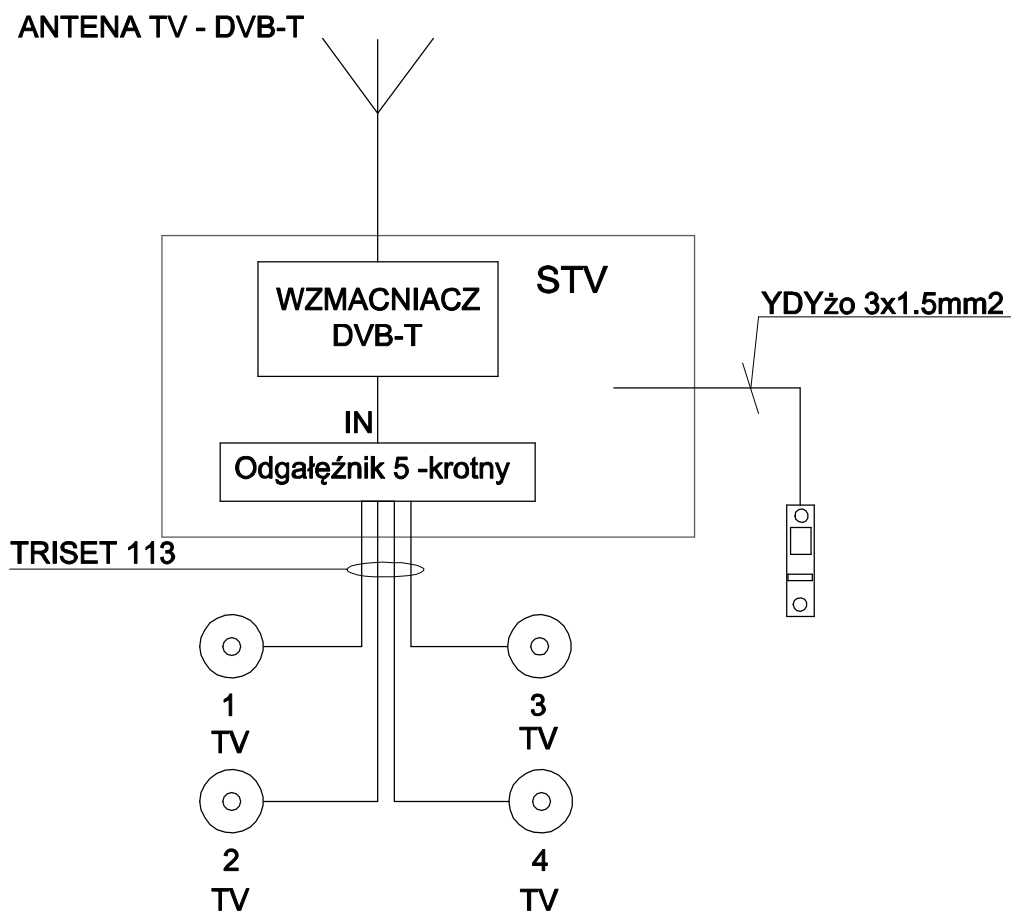 ANTENA TV - DVB-T
STV
WZMACNIACZ
DVB-T
YDYżo 3x1.5mm2
IN
Odgałęźnik 5 -krotny
TRISET 113
1
TV
3
TV
2
TV
4
TV